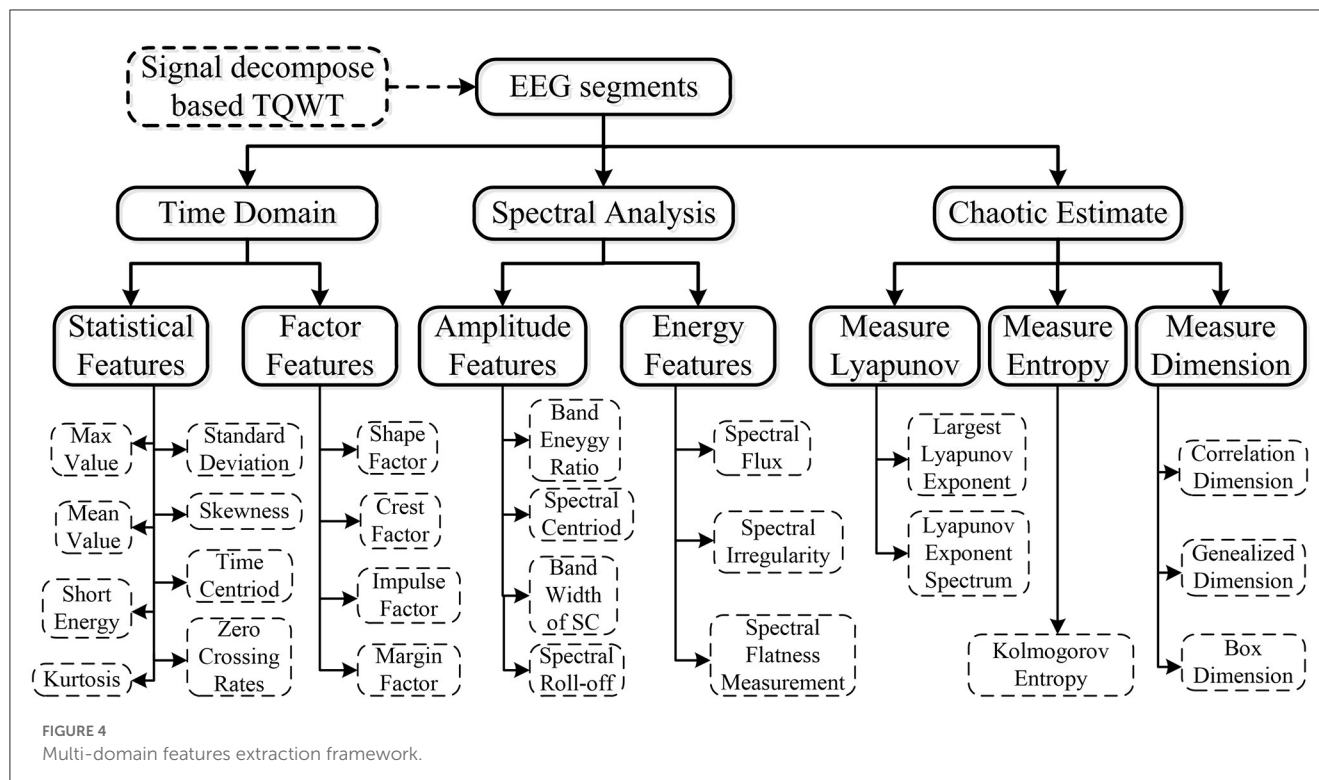 Signal decompose
based TQWT
EEG segments
Time Domain
Spectral Analysis
Chaotic Estimate
Statistical
Features
Factor
Features
Amplitude
Features
Energy
Features
Measure
Lyapunov
Measure
Entropy
Measure
Dimension
Max
Value
Mean
Value
Short
Energy
Kurtosis
Standard
Deviation
Skewness
Time
Centriod
Zero
Crossing
Rates
Shape
Factor
Crest
Factor
Impulse
Factor
Margin
Factor
Band
Eneygy
Ratio
Spectral
Centriod
Band
Width
of SC
Spectral
Roll-off
Spectral
Flux
Spectral
Irregularity
Spectral
Flatness
Measurement
Largest
Lyapunov
Exponent
Lyapunov
Exponent
Spectrum
Kolmogorov
Entropy
Correlation
Dimension
Genealized
Dimension
Box
Dimension
FIGURE 4
Multi-domain features extraction framework.